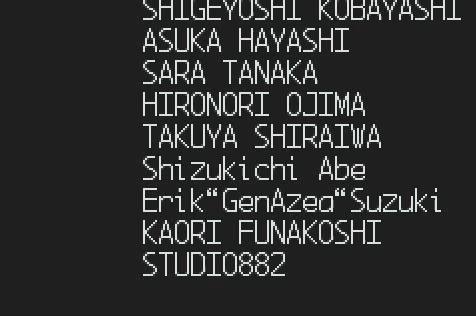 SHIGEYOSHI KOBAYASHI
ASUKA HAYASHI
SARA TANAKA
HIRONORI OJIMA
TAKUYA SHIRAIWA
Shizukichi Abe
Erik“GenAzea“Suzuki
KAORI FUNAKOSHI
STUDIO882